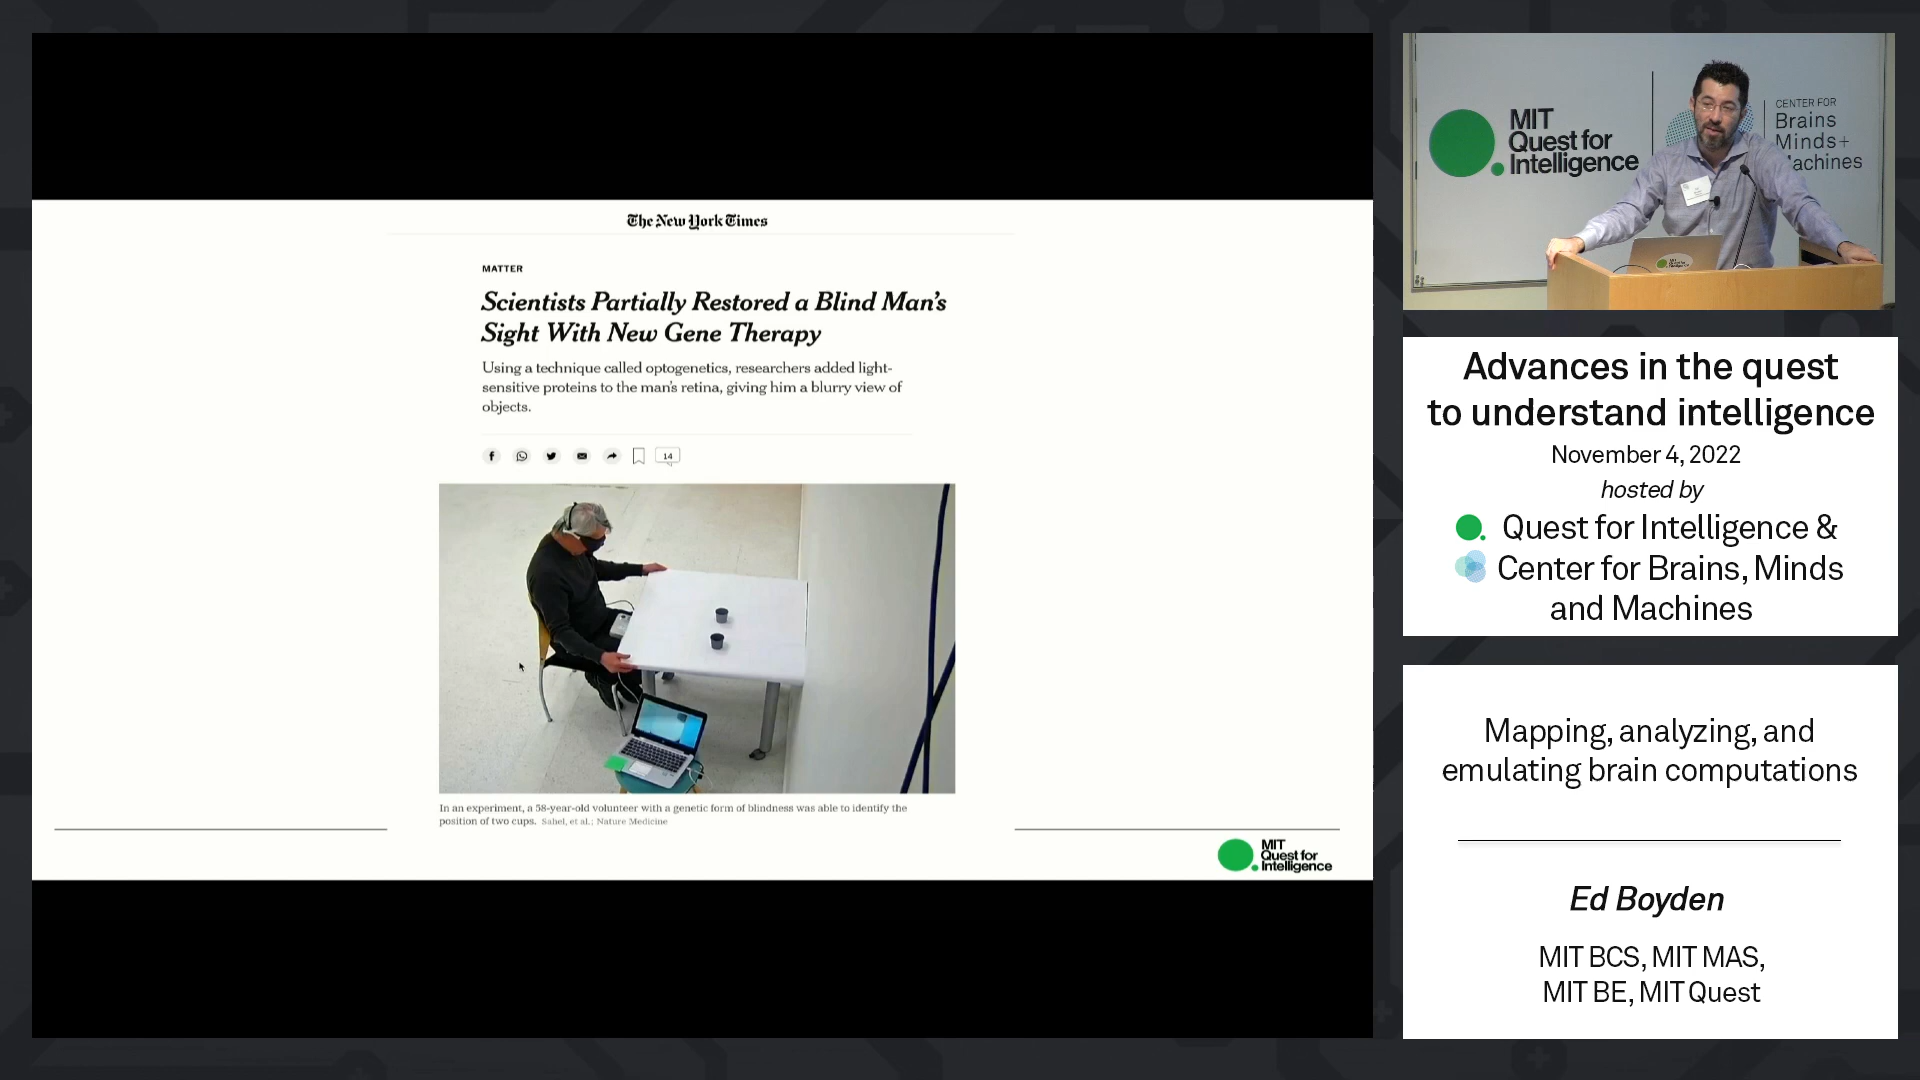 The New York Times
MATTER
Scientists Partially Restored a Blind Man's
Sight With New Gene Therapy
Using a technique called optogenetics, researchers added light-
sensitive proteins to the man's retina, giving him a blurry view of
objects.
14
In an experiment, a 58-year-old volunteer with a genetic form of blindness was able to identify the
position of two cups. Sahel, et al.; Nature Medicine
MIT
Quest for
Intelligence
MIT
Quest for
Intelligence
CENTER FOR
Brains
Minds+
Machines
MIT
Advances in the quest
to understand intelligence
November 4, 2022
hosted by
Quest for Intelligence &
Center for Brains, Minds
and Machines
Mapping, analyzing, and
emulating brain computations
Ed Boyden
MIT BCS, MIT MAS,
MIT BE, MIT Quest